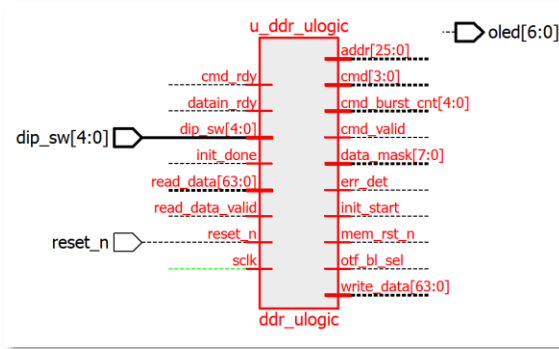 u_ddr_ulogic
oled[6:0]
addr[25:0]
cmd_rdy
cmd[3:0]
datain_rdy
cmd_burst_cnt[4:0]
dip_sw[4:0]
dip_sw[4:0]
cmd_valid
init_done
data_mask[7:0]
read_data[63:0]
err_det
read_data_valid
init_start
reset_n
reset_n
mem_rst_n
sclk
otf_bl_sel
write_data[63:0]
ddr_ulogic